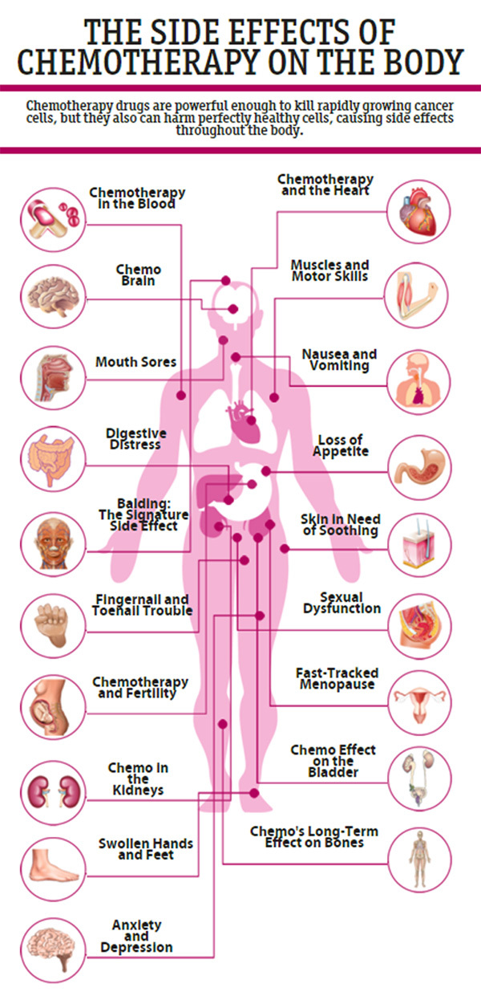 THE SIDE EFFECTS OF
CHEMOTHERAPY ON THE BODY
Chemotherapy drugs are powerful enough to kill rapidly growing cancer
cells, but they also can harm perfectly healthy cells, causing side effects
throughout the body.
Chemotherapy
in the Blood
Chemo
Brain
Mouth Sores
Digestive
Distress
Balding:
The Signature
Side Effect
Fingernail and
Toenail Trouble
Chemotherapy
and Fertility
Chemo in
the
Kidneys
Swollen Hands
and Feet
Anxiety
and
Depression
Chemotherapy
and the Heart
Muscles and
Motor Skills
Nausea and
Vomiting
Loss of
Appetite
Skin in Need
of Soothing
Sexual
Dysfunction
Fast-Tracked
Menopause
Chemo Effect
on the
Bladder
Chemo's Long-Term
Effect on Bones